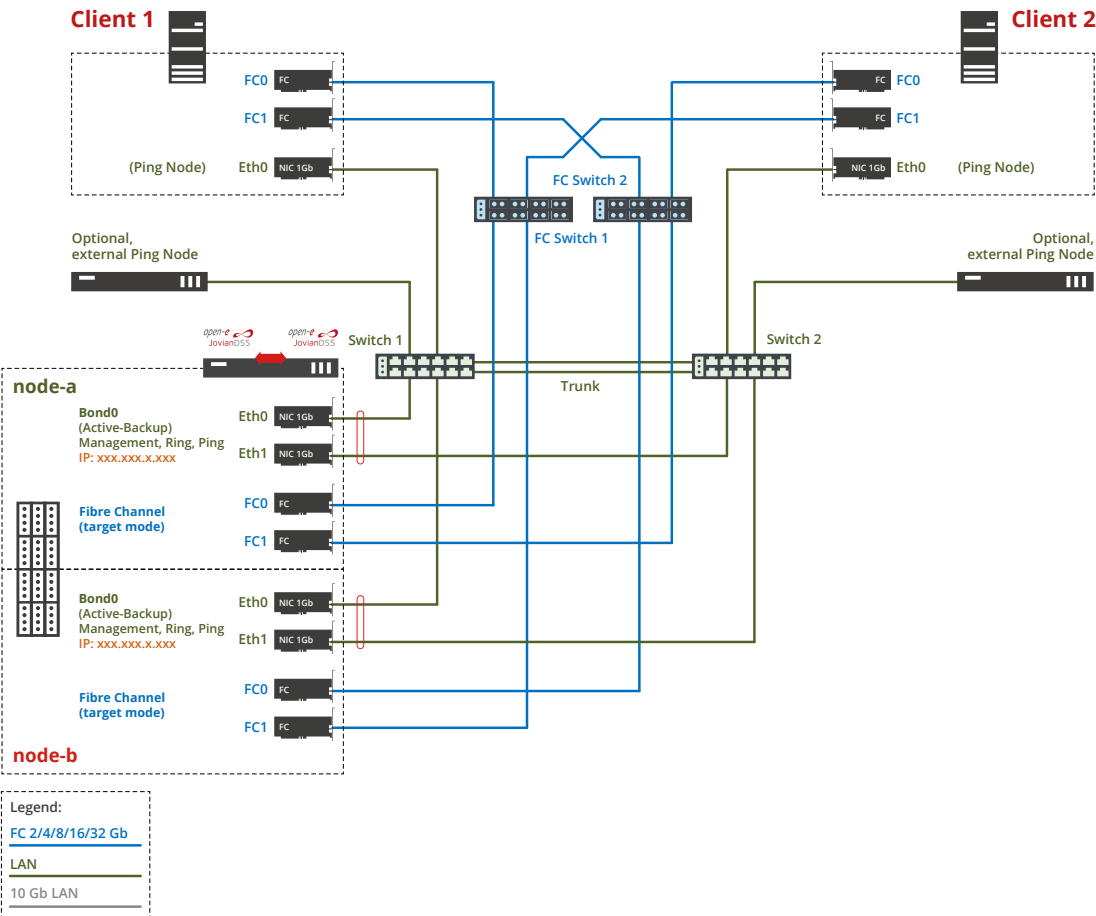 Client 1
Client 2
FC0
FC
FC
FC0
FC1
FC
FC
FC1
(Ping Node)
Eth0
NIC 1Gb
NIC 1Gb
Eth0
(Ping Node)
FC Switch 2
FC Switch 1
Optional,
external Ping Node
Optional,
external Ping Node
open-e
JovianDSS
open-e
JovianDSS
Switch 1
Switch 2
Trunk
node-a
Bond0
(Active-Backup)
Management, Ring, Ping
IP: xxx.xxx.x.xxx
Eth0
NIC 1Gb
Eth1
NIC 1Gb
Fibre Channel
(target mode)
FC0
FC
FC1
FC
Bond0
(Active-Backup)
Management, Ring, Ping
IP: xxx.xxx.x.xxx
Eth0
NIC 1Gb
Eth1
NIC 1Gb
Fibre Channel
(target mode)
FC0
FC
FC1
FC
node-b
Legend:
FC 2/4/8/16/32 Gb
LAN
10 Gb LAN